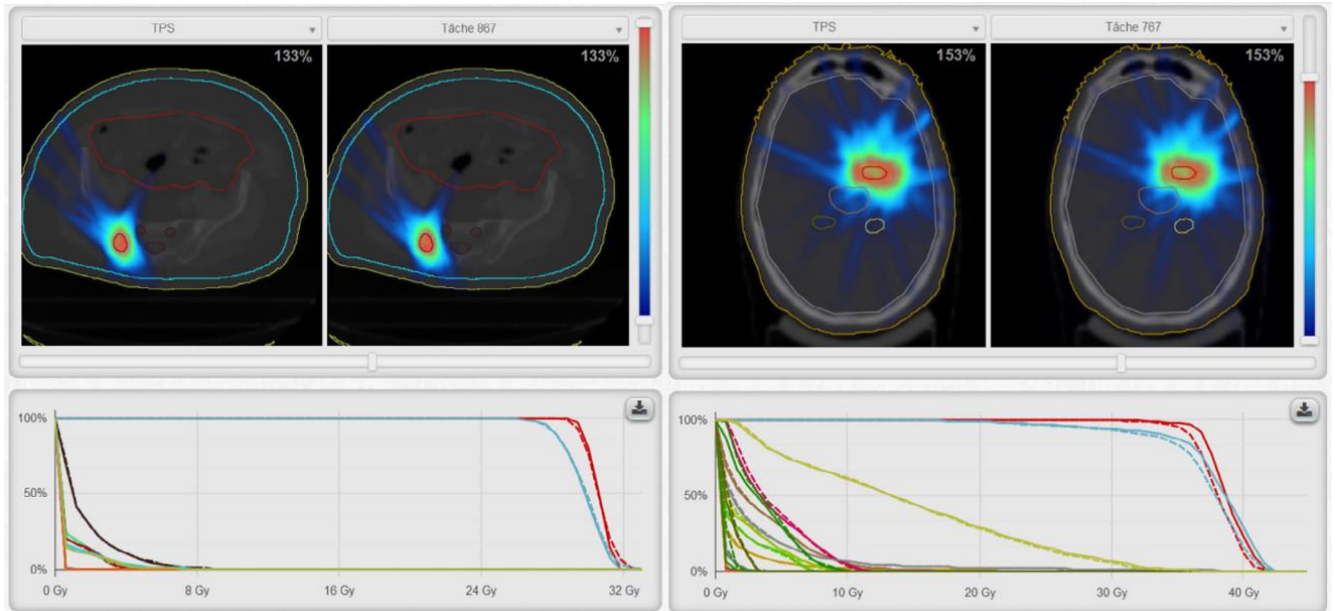 TPS
Tâche 867
133%
133%
100%
50%
0%
0 Gy
8 Gy
16 Gy
24 Gy
32 Gy
TPS
Tâche 767
153%
153%
100%
50%
0%
0 Gy
10 Gy
20 Gy
30 Gy
40 Gy